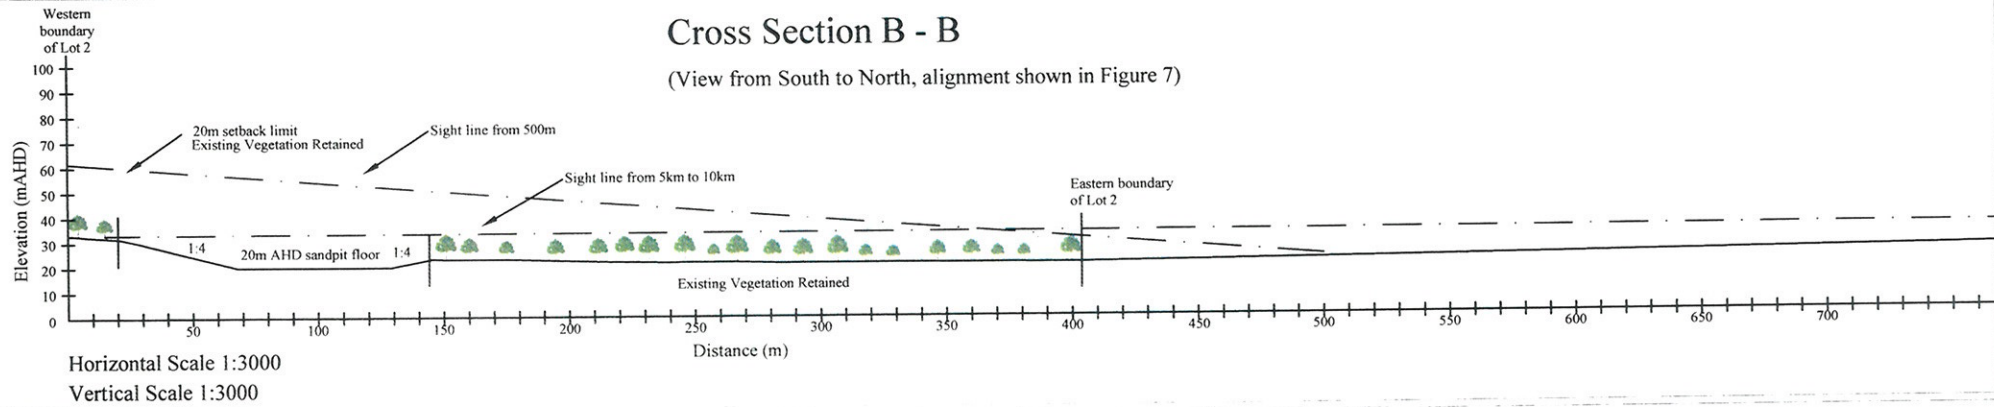 Western
boundary
of Lot 2
Cross Section B - B
(View from South to North, alignment shown in Figure 7)
100
90
80
70
60
50
40
30
20
10
0
Elevation (mAHD)
20m setback limit
Existing Vegetation Retained
Sight line from 500m
Sight line from 5km to 10km
Eastern boundary
of Lot 2
1:4
20m AHD sandpit floor
1:4
Existing Vegetation Retained
50
100
150
200
250
300
350
400
450
500
550
600
650
700
Distance (m)
Horizontal Scale 1:3000
Vertical Scale 1:3000